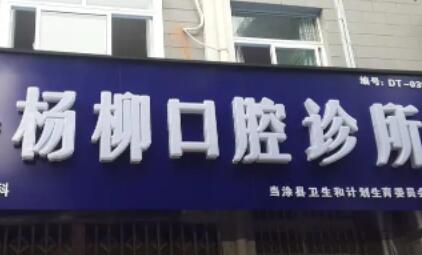 编号：DT-03
杨柳口腔诊所
科
当涂县卫生和计划生育委员会